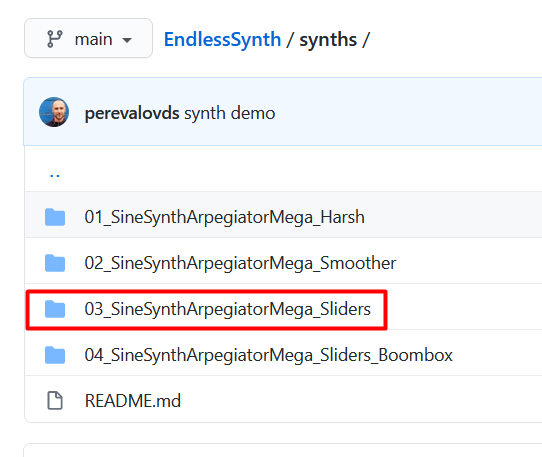 main EndlessSynth / synths /
perevalovds synth demo
..
01_SineSynthArpegiatorMega_Harsh
02_SineSynthArpegiatorMega_Smoother
03_SineSynthArpegiatorMega_Sliders
04_SineSynthArpegiatorMega_Sliders_Boombox
README.md